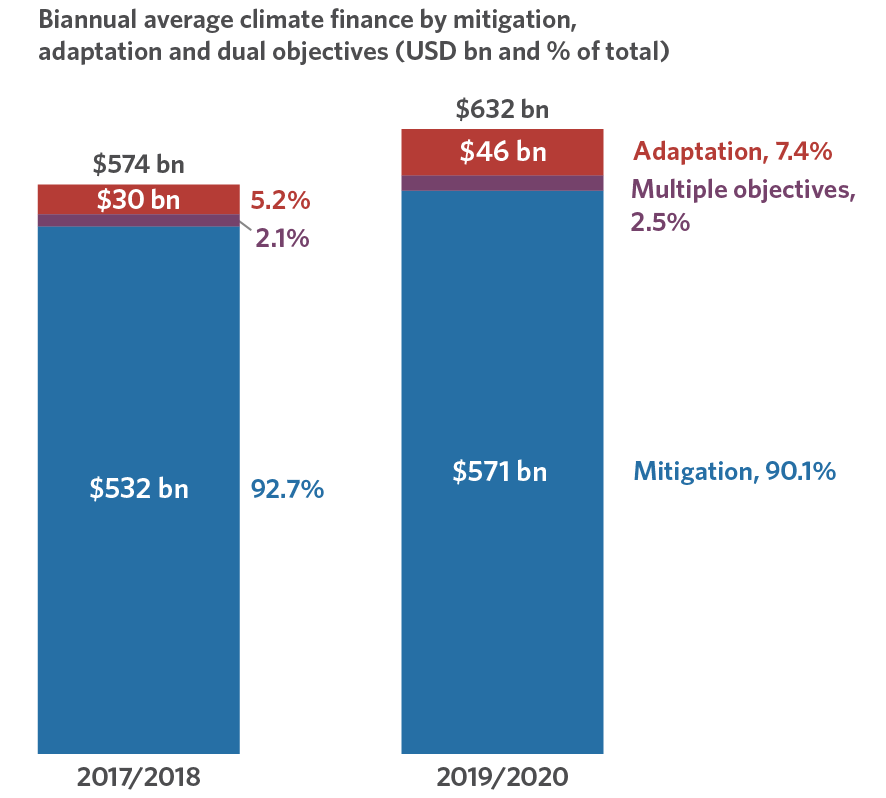 Biannual average climate finance by mitigation,
adaptation and dual objectives (USD bn and % of total)
$574 bn
$30 bn
5.2%
2.1%
$532 bn
92.7%
2017/2018
$632 bn
$46 bn
Adaptation, 7.4%
Multiple objectives,
2.5%
$571 bn
Mitigation, 90.1%
2019/2020